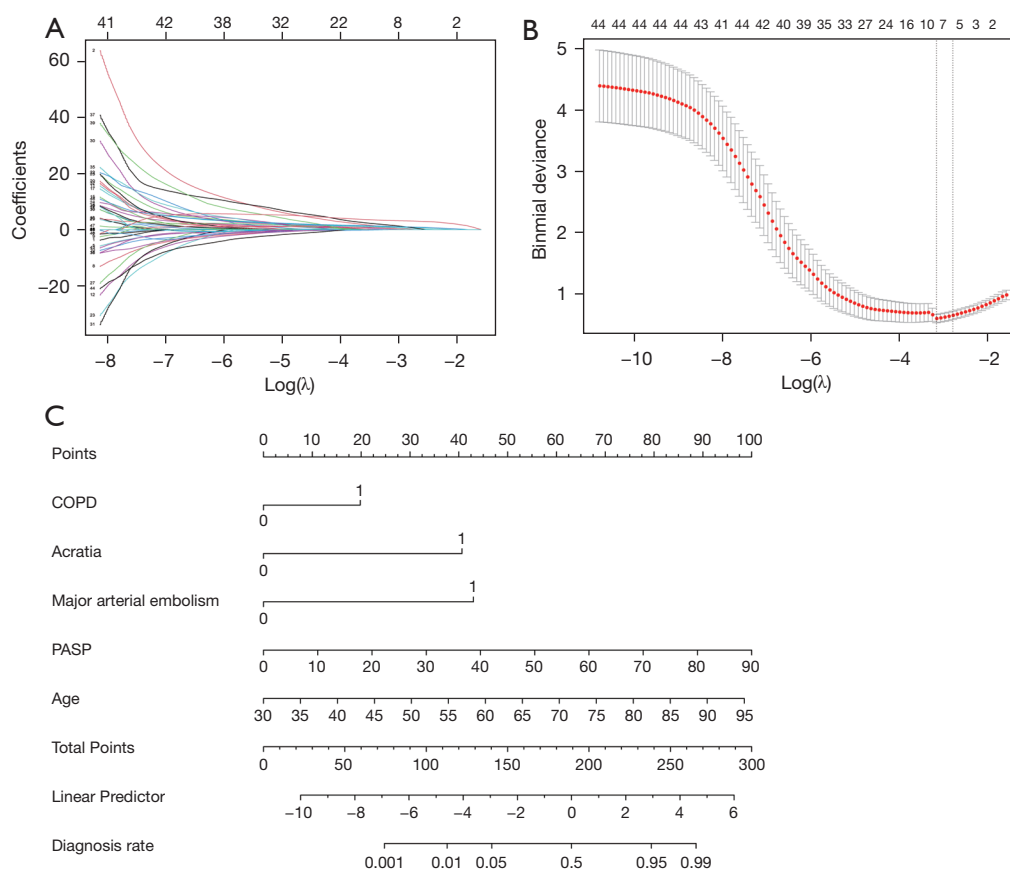 A
41 42 38 32 22 8 2
60
40
20
0
−20
Coefficients
−8 −7 −6 −5 −4 −3 −2
Log(λ)
B
44 44 44 44 44 43 41 44 42 40 39 35 33 27 24 16 10 7 5 3 2
5
4
3
2
1
Binmial deviance
−10 −8 −6 −4 −2
Log(λ)
C
Points
0 10 20 30 40 50 60 70 80 90 100
COPD
1
0
Acratia
1
0
Major arterial embolism
1
0
PASP
0 10 20 30 40 50 60 70 80 90
Age
30 35 40 45 50 55 60 65 70 75 80 85 90 95
Total Points
0 50 100 150 200 250 300
Linear Predictor
−10 −8 −6 −4 −2 0 2 4 6
Diagnosis rate
0.001 0.01 0.05 0.5 0.95 0.99